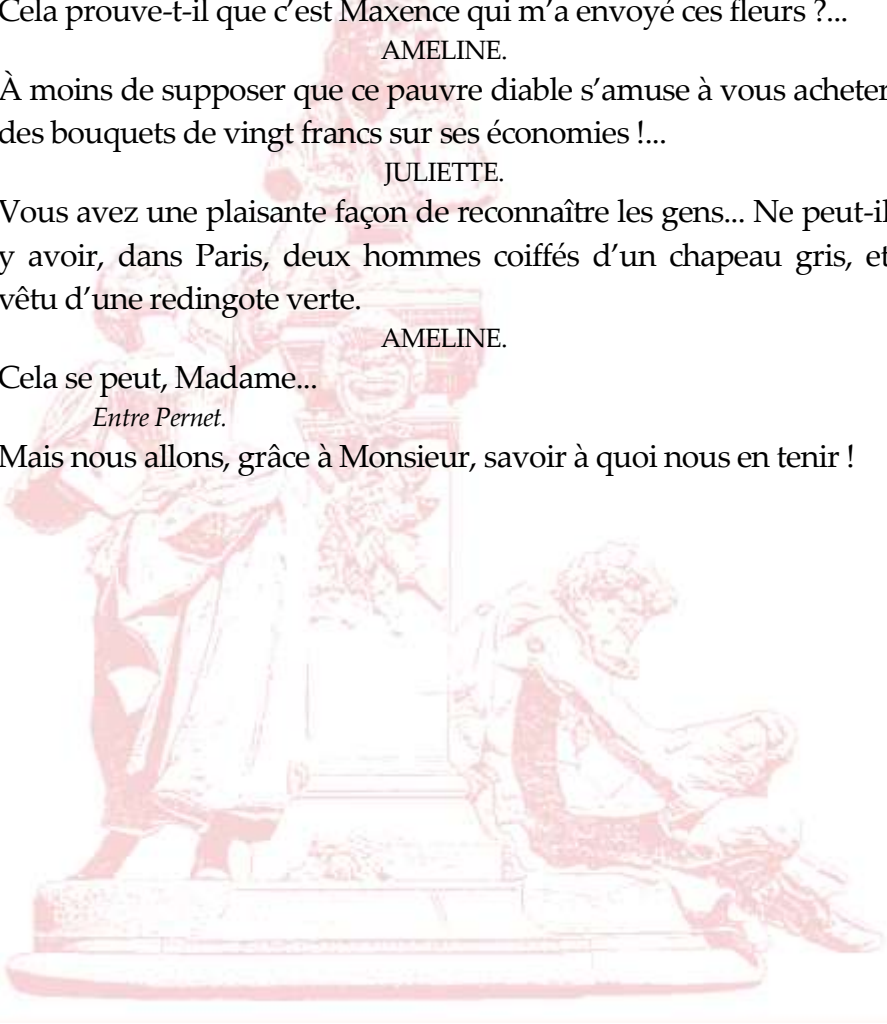 Cela prouve-t-il que c’est Maxence qui m’a envoyé ces fleurs ?...
AMELINE.
À moins de supposer que ce pauvre diable s’amuse à vous acheter
des bouquets de vingt francs sur ses économies !...
JULIETTE.
Vous avez une plaisante façon de reconnaître les gens... Ne peut-il
y avoir, dans Paris, deux hommes coiffés d’un chapeau gris, et
vêtu d’une redingote verte.
AMELINE.
Cela se peut, Madame...
Entre Pernet.
Mais nous allons, grâce à Monsieur, savoir à quoi nous en tenir !